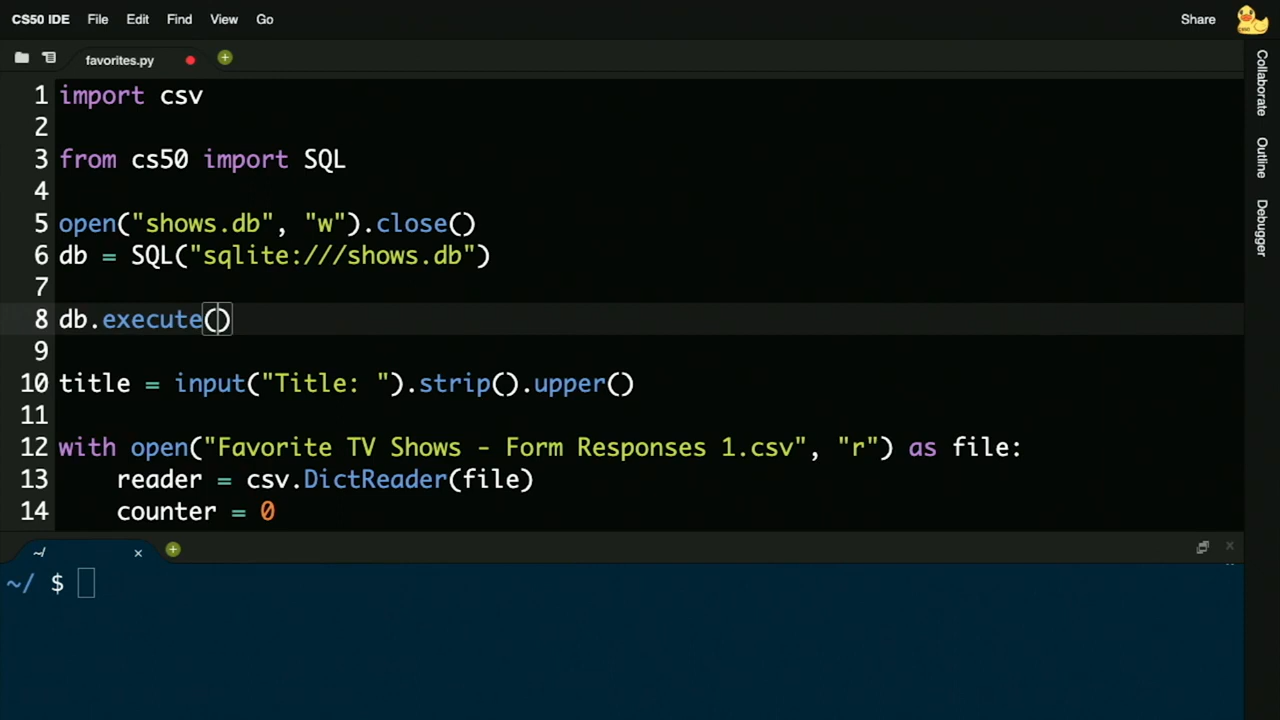 CS50 IDE File Edit Find View Go Share
favorites.py
1 import csv
2
3 from cs50 import SQL
4
5 open("shows.db", "w").close()
6 db = SQL("sqlite:///shows.db")
7
8 db.execute()
9
10 title = input("Title: ").strip().upper()
11
12 with open("Favorite TV Shows - Form Responses 1.csv", "r") as file:
13     reader = csv.DictReader(file)
14     counter = 0
~/
~/ $
Collaborate
Outline
Debugger